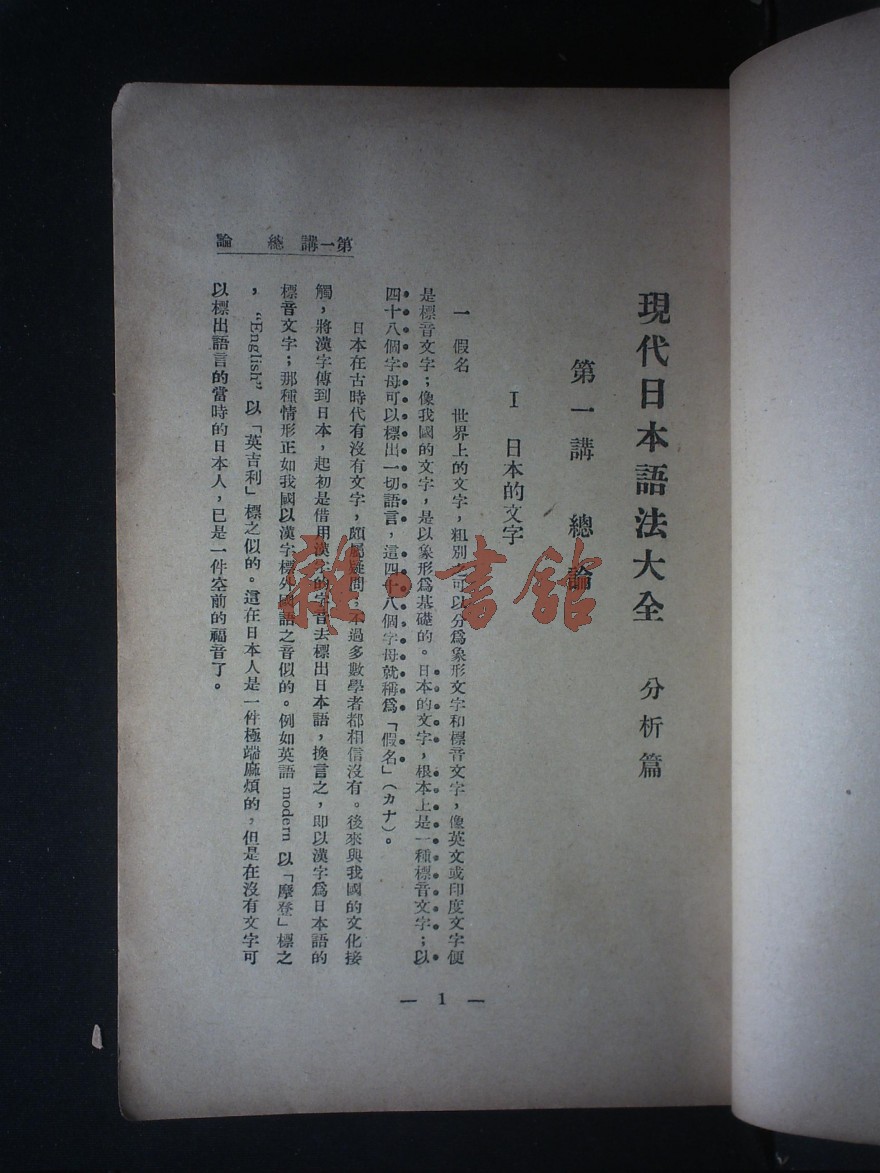 現代日本語法大全 分析篇
第一講 總論
I 日本的文字
一 假名 世界上的文字，粗別之可以分爲象形文字和標音文字，像英文或印度文字便
是標音文字；像我國的文字，是以象形爲基礎的。日本的文字，根本上是一種標音文字；以
四十八個字母可以標出一切語言，這四十八個字母就稱爲「假名」（カナ）。
日本在古時代有沒有文字，頗屬疑問，不過多數學者都相信沒有。後來與我國的文化接
觸，將漢字傳到日本，起初是借用漢字的字音去標出日本語，換言之，即以漢字爲日本語的
標音文字；那種情形正如我國以漢字標外國語之音似的。例如英語 modern 以「摩登」標之
，“English” 以「英吉利」標之似的。這在日本人是一件極端麻煩的，但是在沒有文字可
以標出語言的當時的日本人，已是一件空前的福音了。
第一講 總論
— 1 —
雜·書館